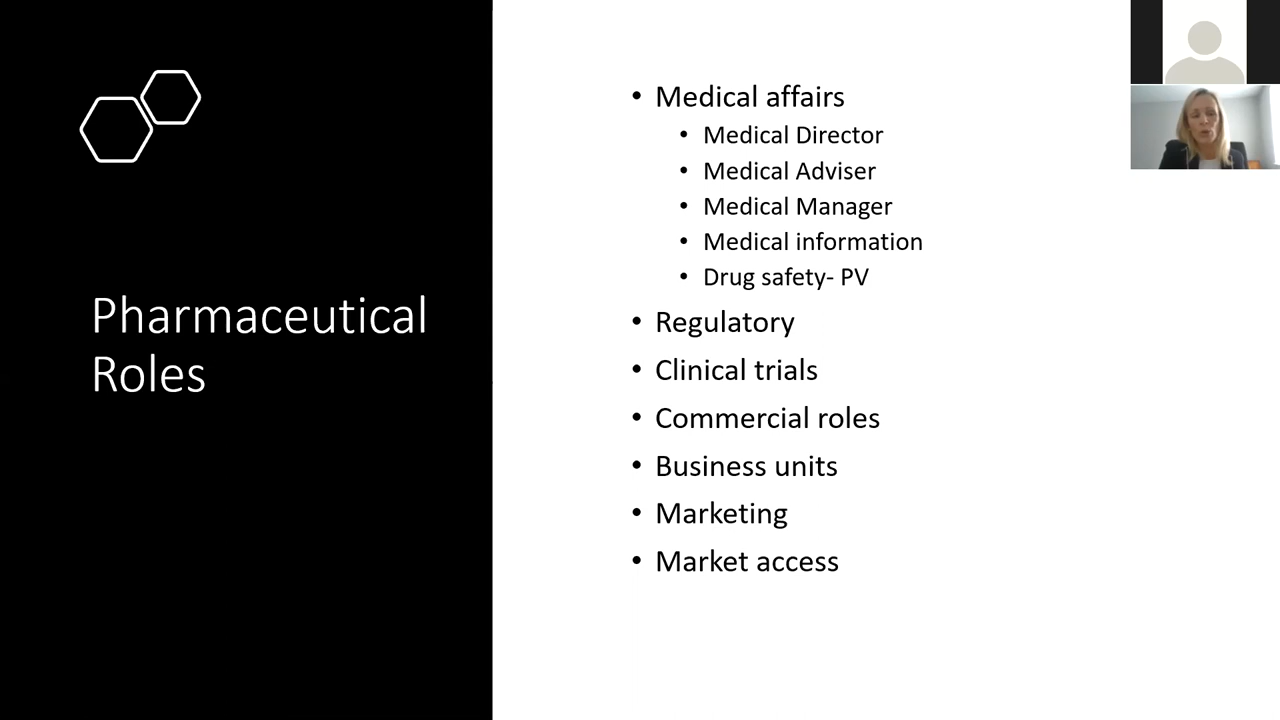 Pharmaceutical
Roles
• Medical affairs
• Medical Director
• Medical Adviser
• Medical Manager
• Medical information
• Drug safety- PV
• Regulatory
• Clinical trials
• Commercial roles
• Business units
• Marketing
• Market access